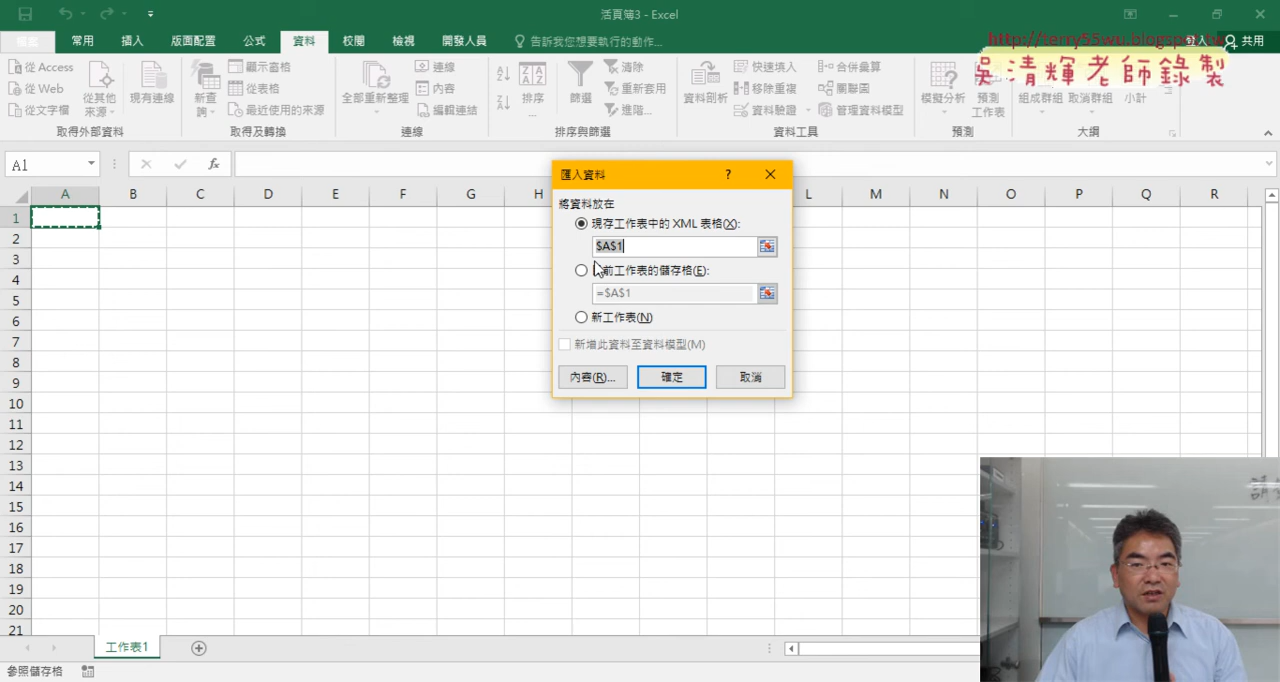 活頁簿3 - Excel
http://terry55wu.blogspot.tw
檔案 常用 插入 版面配置 公式 資料 校閱 檢視 開發人員 告訴我您想要執行的動作... 登入 共用
吳清輝老師錄製
從 Access
從 Web
從文字檔
從其他
來源
現有連線
取得外部資料
新查
詢
顯示窗格
從表格
最近使用的來源
取得及轉換
全部重新整理
連線
內容
編輯連結
連線
排序
篩選
清除
重新套用
進階...
排序與篩選
資料剖析
快速填入
移除重複
資料驗證
合併彙算
關聯圖
管理資料模型
資料工具
模擬分析
預測
工作表
預測
組成群組 取消群組 小計
大綱
A1
fx
A B C D E F G H L M N O P Q R
1
2
3
4
5
6
7
8
9
10
11
12
13
14
15
16
17
18
19
20
21
匯入資料 ?
將資料放在
現存工作表中的 XML 表格(X):
$A$1
前工作表的儲存格(E):
=$A$1
新工作表(N)
新增此資料至資料模型(M)
內容(R)... 確定 取消
工作表1
參照儲存格